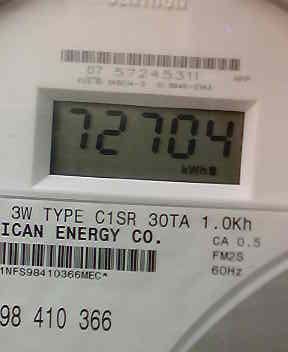 07 57245311
72704
kWh
3W TYPE C1SR 30TA 1.0Kh
ICAN ENERGY CO.
CA 0.5
FM2S
60Hz
1NFS98410366MEC*
98 410 366